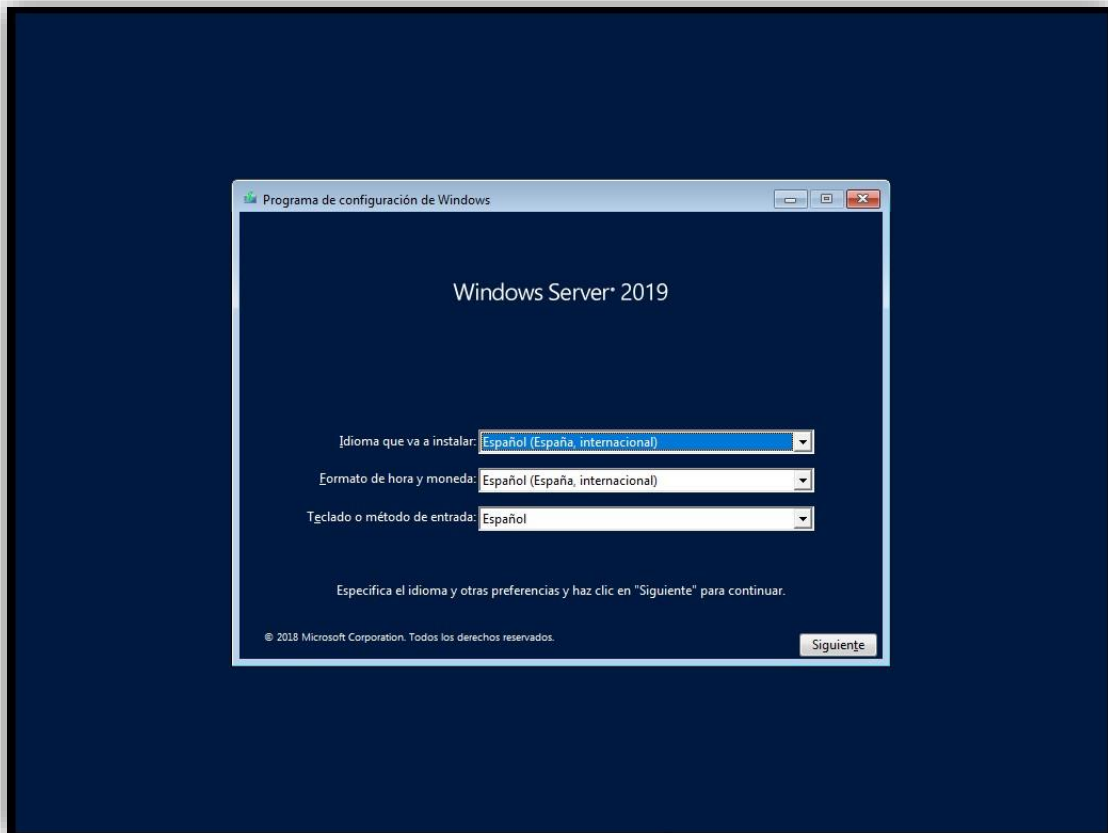 Programa de configuración de Windows
Windows Server® 2019
Idioma que va a instalar: Español (España, internacional)
Formato de hora y moneda: Español (España, internacional)
Teclado o método de entrada: Español
Especifica el idioma y otras preferencias y haz clic en "Siguiente" para continuar.
© 2018 Microsoft Corporation. Todos los derechos reservados.
Siguiente